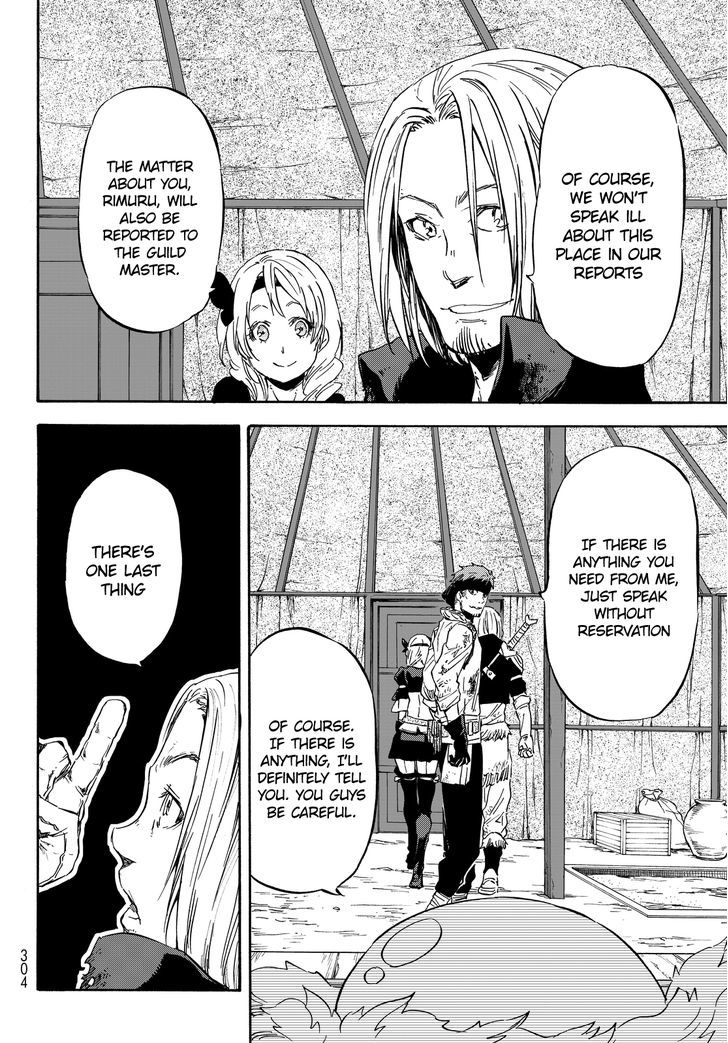 OF COURSE,
WE WON'T
SPEAK ILL
ABOUT THIS
PLACE IN OUR
REPORTS
THE MATTER
ABOUT YOU,
RIMURU, WILL
ALSO BE
REPORTED TO
THE GUILD
MASTER.
IF THERE IS
ANYTHING YOU
NEED FROM ME,
JUST SPEAK
WITHOUT
RESERVATION
OF COURSE.
IF THERE IS
ANYTHING, I'LL
DEFINITELY TELL
YOU. YOU GUYS
BE CAREFUL.
THERE'S
ONE LAST
THING
304